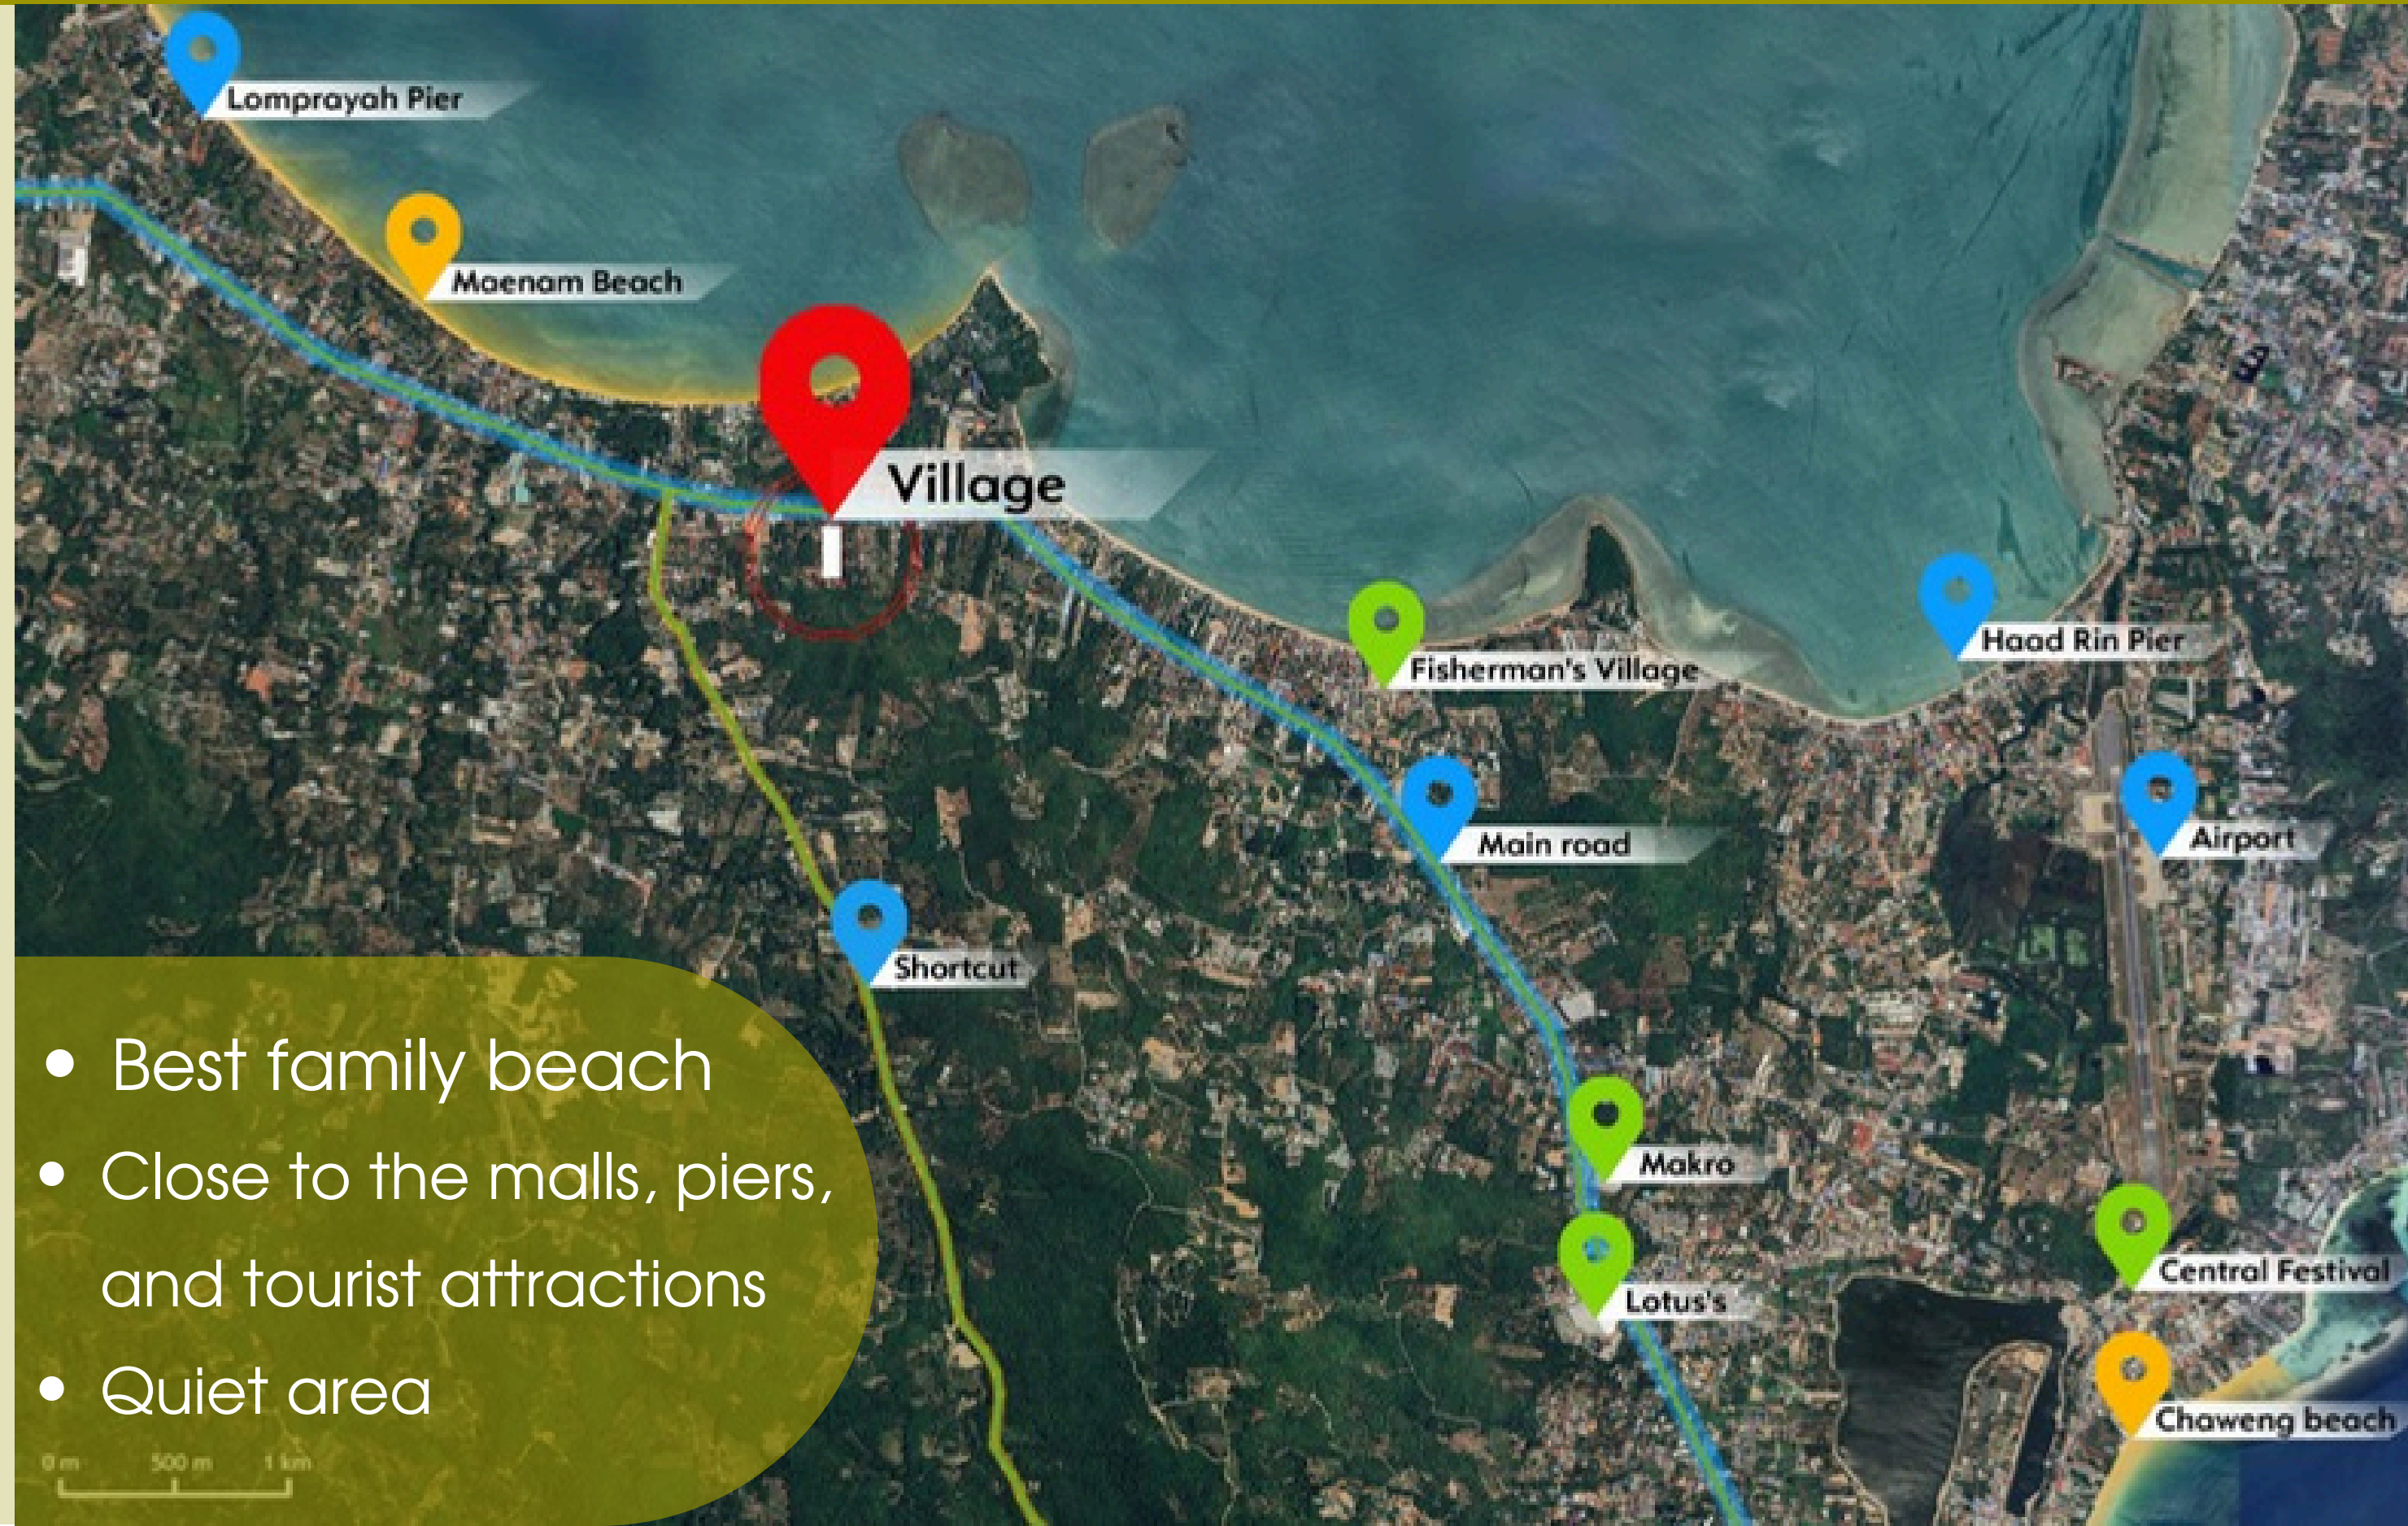 Lomprayah Pier
Maenam Beach
Village
Fisherman's Village
Haad Rin Pier
Main road
Airport
Shortcut
Makro
Central Festival
Lotus's
Chaweng beach
• Best family beach
• Close to the malls, piers,
and tourist attractions
• Quiet area
0 m 500 m 1 km